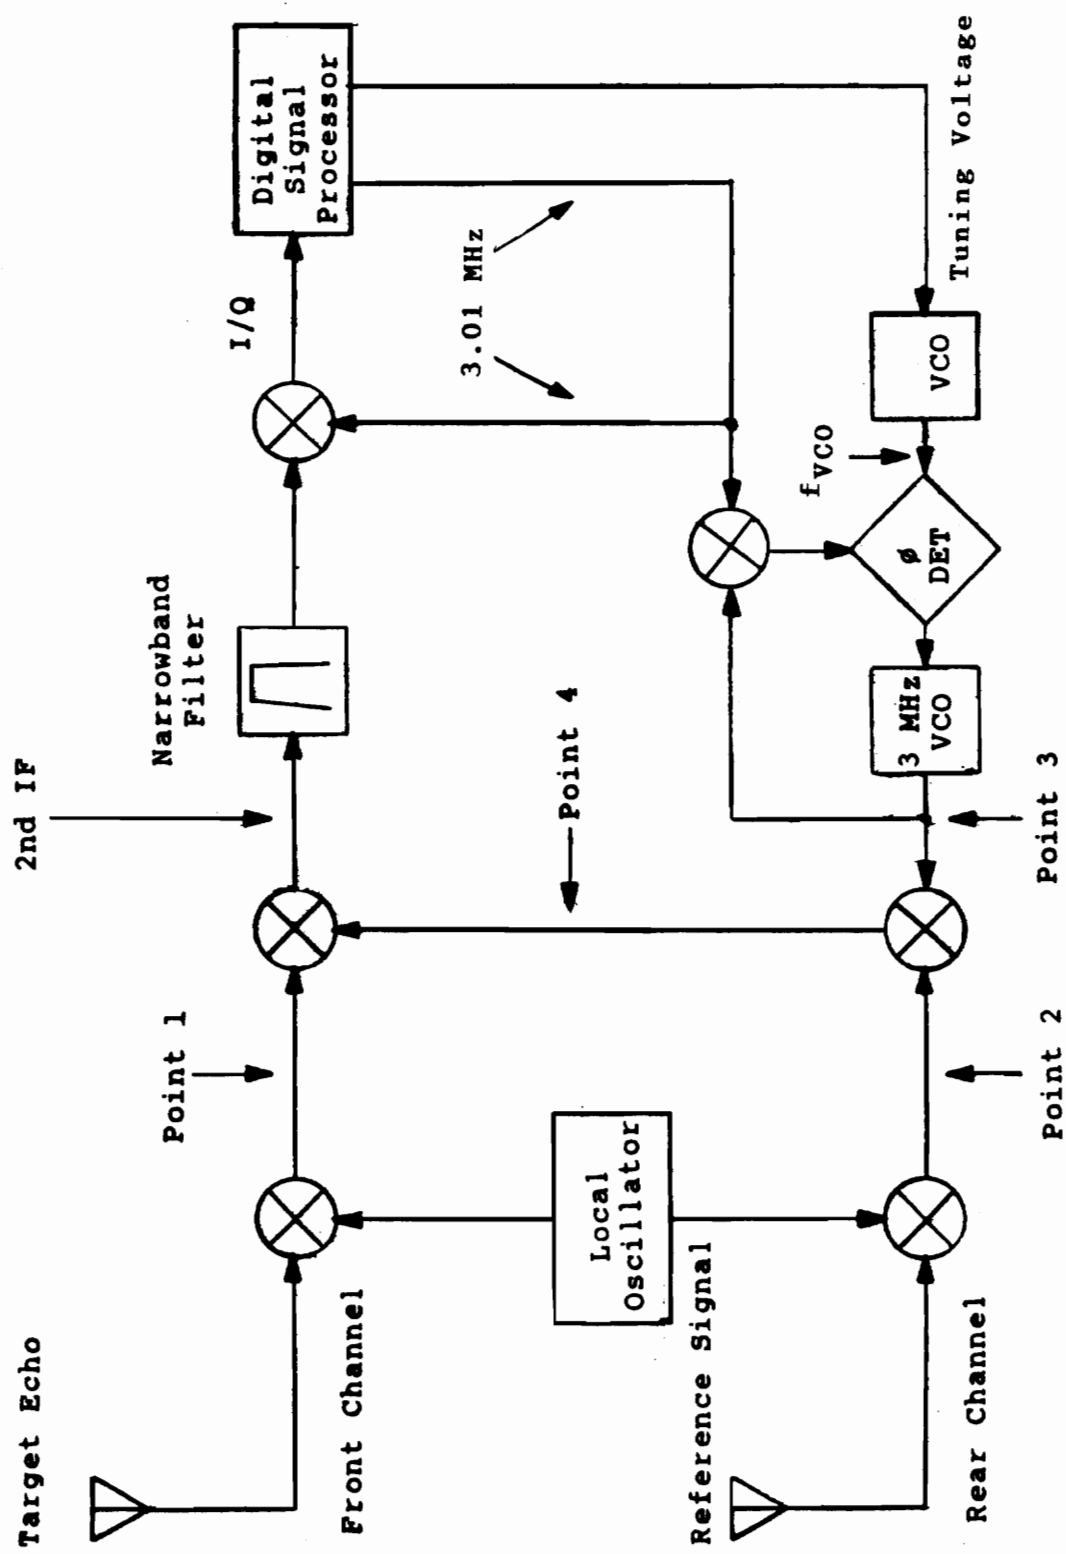 Target Echo
Front Channel
Point 1
2nd IF
Narrowband
Filter
I/Q
Digital
Signal
Processor
3.01 MHz
Point 4
Local
Oscillator
Reference Signal
Rear Channel
Point 2
Point 3
3 MHz
VCO
ø
DET
fVCO
VCO
Tuning Voltage